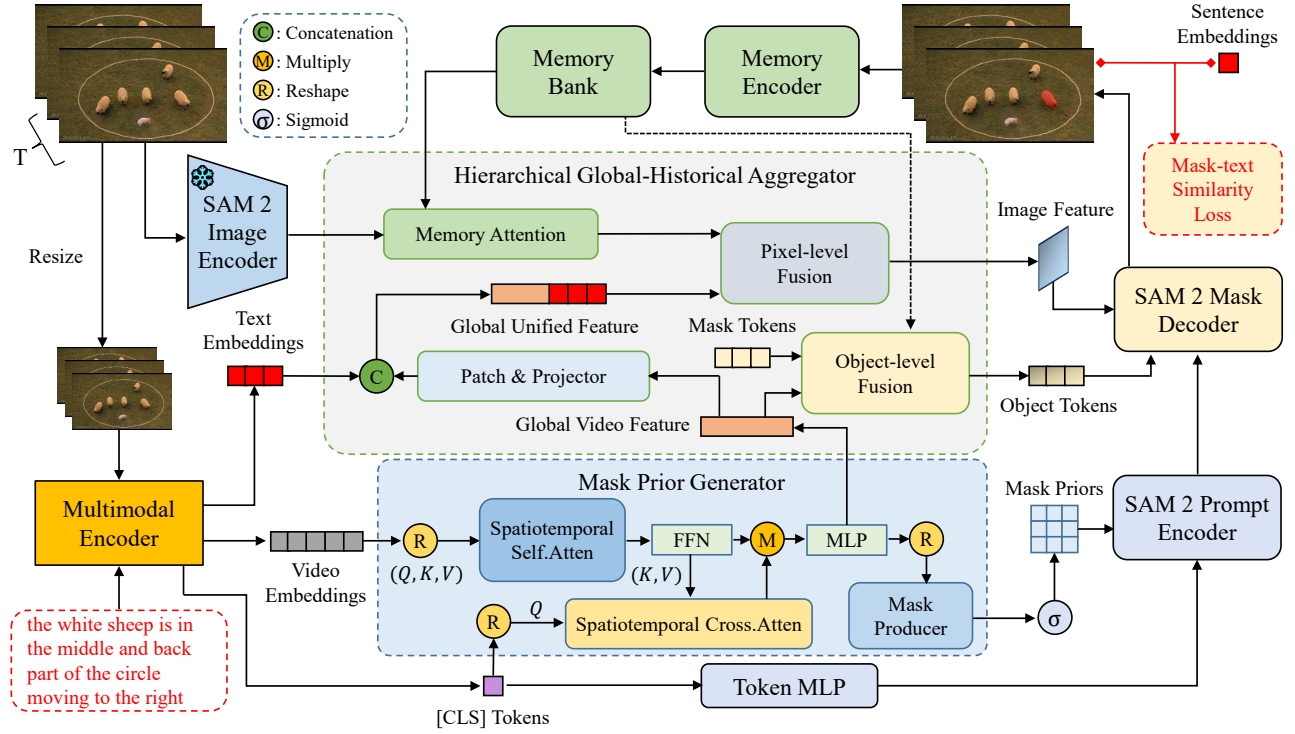 C : Concatenation
M : Multiply
R : Reshape
σ : Sigmoid
Memory
Bank
Memory
Encoder
Sentence
Embeddings
T
Mask-text
Similarity
Loss
Hierarchical Global-Historical Aggregator
SAM 2
Image
Encoder
Memory Attention
Pixel-level
Fusion
Image Feature
Resize
SAM 2 Mask
Decoder
Text
Embeddings
Global Unified Feature
Mask Tokens
C
Patch & Projector
Object-level
Fusion
Object Tokens
Global Video Feature
Multimodal
Encoder
Mask Prior Generator
Mask Priors
SAM 2 Prompt
Encoder
Video
Embeddings
R
(Q, K, V)
Spatiotemporal
Self.Atten
FFN
(K, V)
M
MLP
R
R
Q
Spatiotemporal Cross.Atten
Mask
Producer
σ
the white sheep is in
the middle and back
part of the circle
moving to the right
[CLS] Tokens
Token MLP